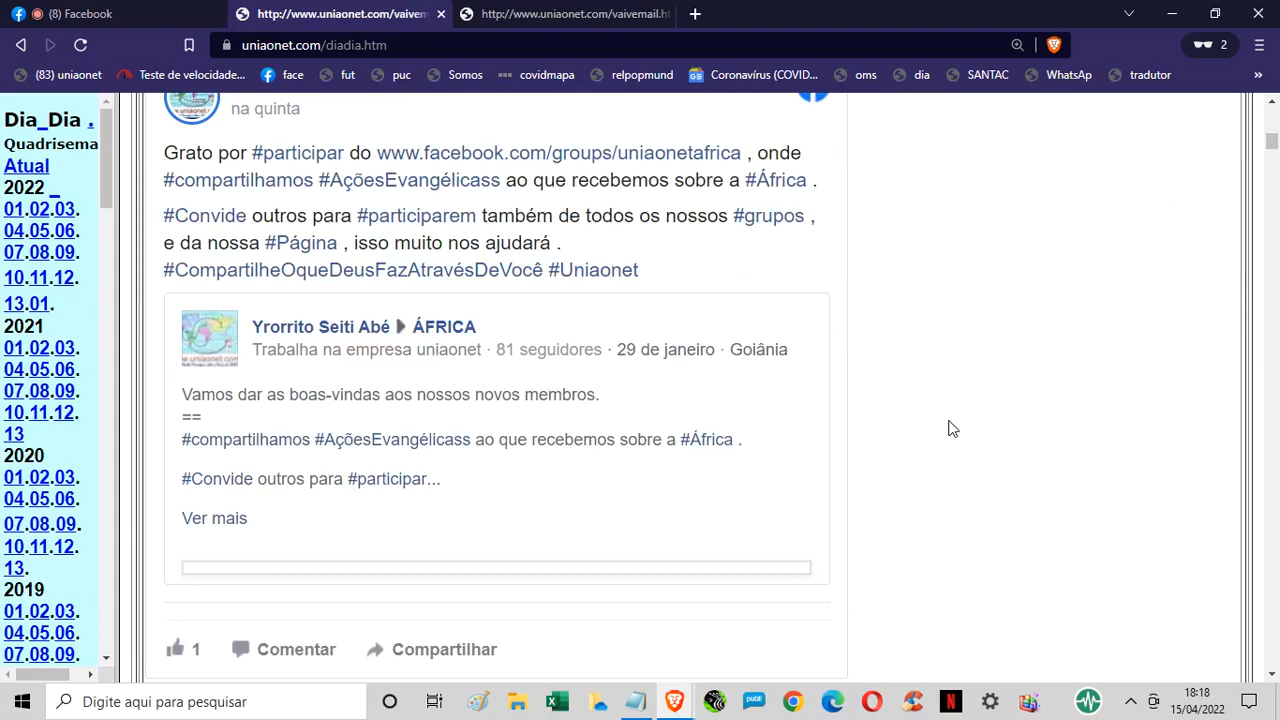 (8) Facebook
http://www.uniaonet.com/vaivem
http://www.uniaonet.com/vaivemail.ht
uniaonet.com/diadia.htm
2
(83) uniaonet
Teste de velocidade...
face
fut
puc
Somos
covidmapa
relpopmund
Coronavírus (COVID...
oms
dia
SANTAC
WhatsAp
tradutor
»
Dia_Dia .
Quadrisema
Atual
2022 _
01.02.03.
04.05.06.
07.08.09.
10.11.12.
13.01.
2021
01.02.03.
04.05.06.
07.08.09.
10.11.12.
13
2020
01.02.03.
04.05.06.
07.08.09.
10.11.12.
13.
2019
01.02.03.
04.05.06.
07.08.09.
na quinta
Grato por #participar do www.facebook.com/groups/uniaonetafrica , onde
#compartilhamos #AçõesEvangélicass ao que recebemos sobre a #África .
#Convide outros para #participarem também de todos os nossos #grupos ,
e da nossa #Página , isso muito nos ajudará .
#CompartilheOqueDeusFazAtravésDeVocê #Uniaonet
Yrorrito Seiti Abé ▶ ÁFRICA
Trabalha na empresa uniaonet · 81 seguidores · 29 de janeiro · Goiânia
Vamos dar as boas-vindas aos nossos novos membros.
==
#compartilhamos #AçõesEvangélicass ao que recebemos sobre a #África .
#Convide outros para #participar...
Ver mais
1
Comentar
Compartilhar
Digite aqui para pesquisar
publi
N
18:18
15/04/2022